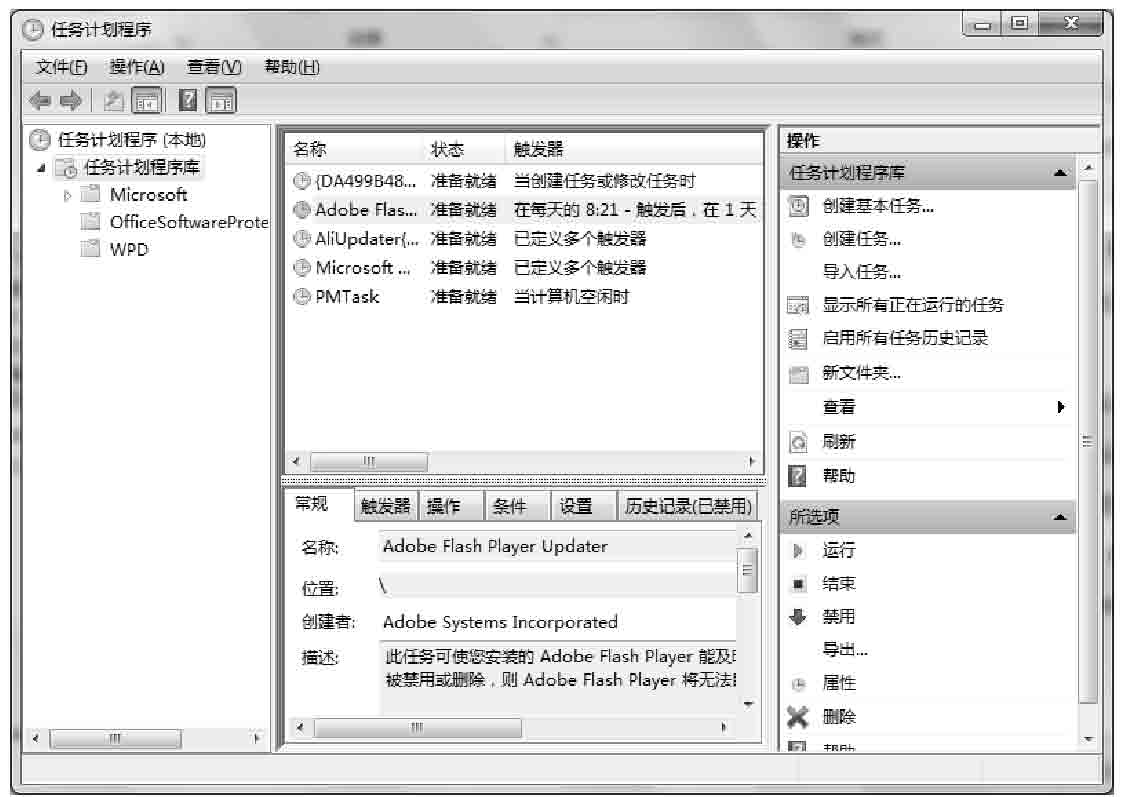 任务计划程序
文件(F) 操作(A) 查看(V) 帮助(H)
任务计划程序 (本地)
任务计划程序库
Microsoft
OfficeSoftwareProte
WPD
名称 状态 触发器
{DA499B48... 准备就绪 当创建任务或修改任务时
Adobe Flas... 准备就绪 在每天的 8:21 - 触发后，在 1 天
AliUpdater{... 准备就绪 已定义多个触发器
Microsoft ... 准备就绪 已定义多个触发器
PMTask 准备就绪 当计算机空闲时
常规 触发器 操作 条件 设置 历史记录(已禁用)
名称: Adobe Flash Player Updater
位置: \
创建者: Adobe Systems Incorporated
描述: 此任务可使您安装的 Adobe Flash Player 能及
被禁用或删除，则 Adobe Flash Player 将无法
操作
任务计划程序库
创建基本任务...
创建任务...
导入任务...
显示所有正在运行的任务
启用所有任务历史记录
新文件夹...
查看
刷新
帮助
所选项
运行
结束
禁用
导出...
属性
删除
帮助